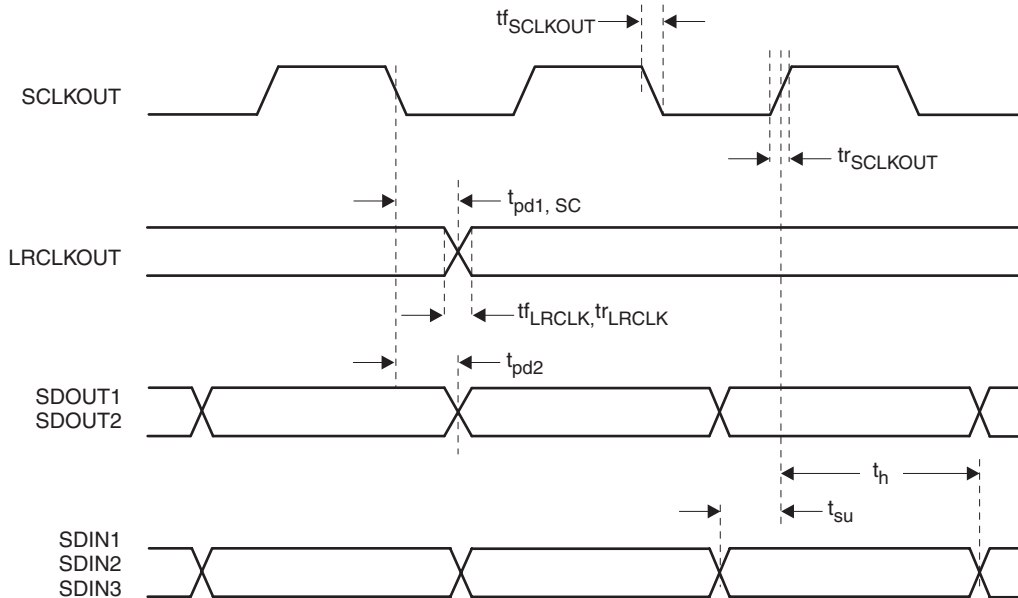 tfSCLKOUT
SCLKOUT
trSCLKOUT
tpd1, SC
LRCLKOUT
tfLRCLK,trLRCLK
tpd2
SDOUT1
SDOUT2
th
tsu
SDIN1
SDIN2
SDIN3